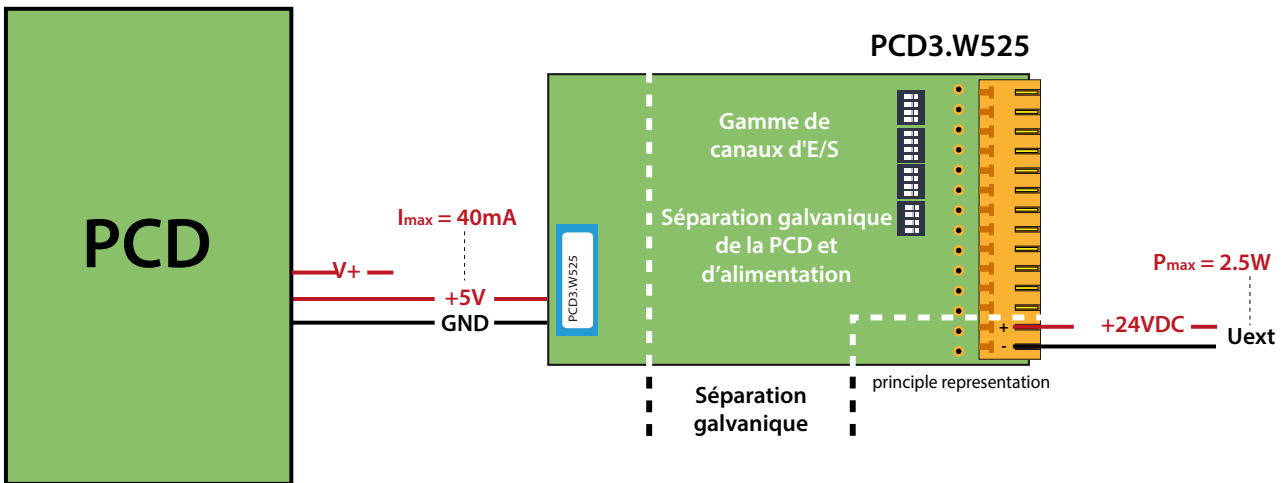 PCD3.W525
Gamme de
canaux d'E/S
PCD
Imax = 40mA
Séparation galvanique
de la PCD et
d’alimentation
V+
+5V
GND
PCD3.W525
Pmax = 2.5W
+
+24VDC
-
Uext
principle representation
Séparation
galvanique